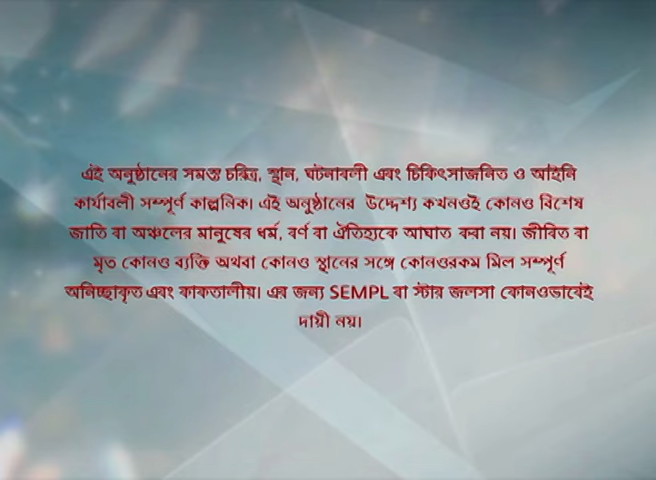 এই অনুষ্ঠানের সমস্ত চরিত্র, স্থান, ঘটনাবলী এবং চিকিৎসাজনিত ও আইনি
কার্যাবলী সম্পূর্ণ কাল্পনিক। এই অনুষ্ঠানের উদ্দেশ্য কখনওই কোনও বিশেষ
জাতি বা অঞ্চলের মানুষের ধর্ম, বর্ণ বা ঐতিহ্যকে আঘাত করা নয়। জীবিত বা
মৃত কোনও ব্যক্তি অথবা কোনও স্থানের সঙ্গে কোনওরকম মিল সম্পূর্ণ
অনিচ্ছাকৃত এবং কাকতালীয়। এর জন্য SEMPL বা স্টার জলসা কোনওভাবেই
দায়ী নয়।